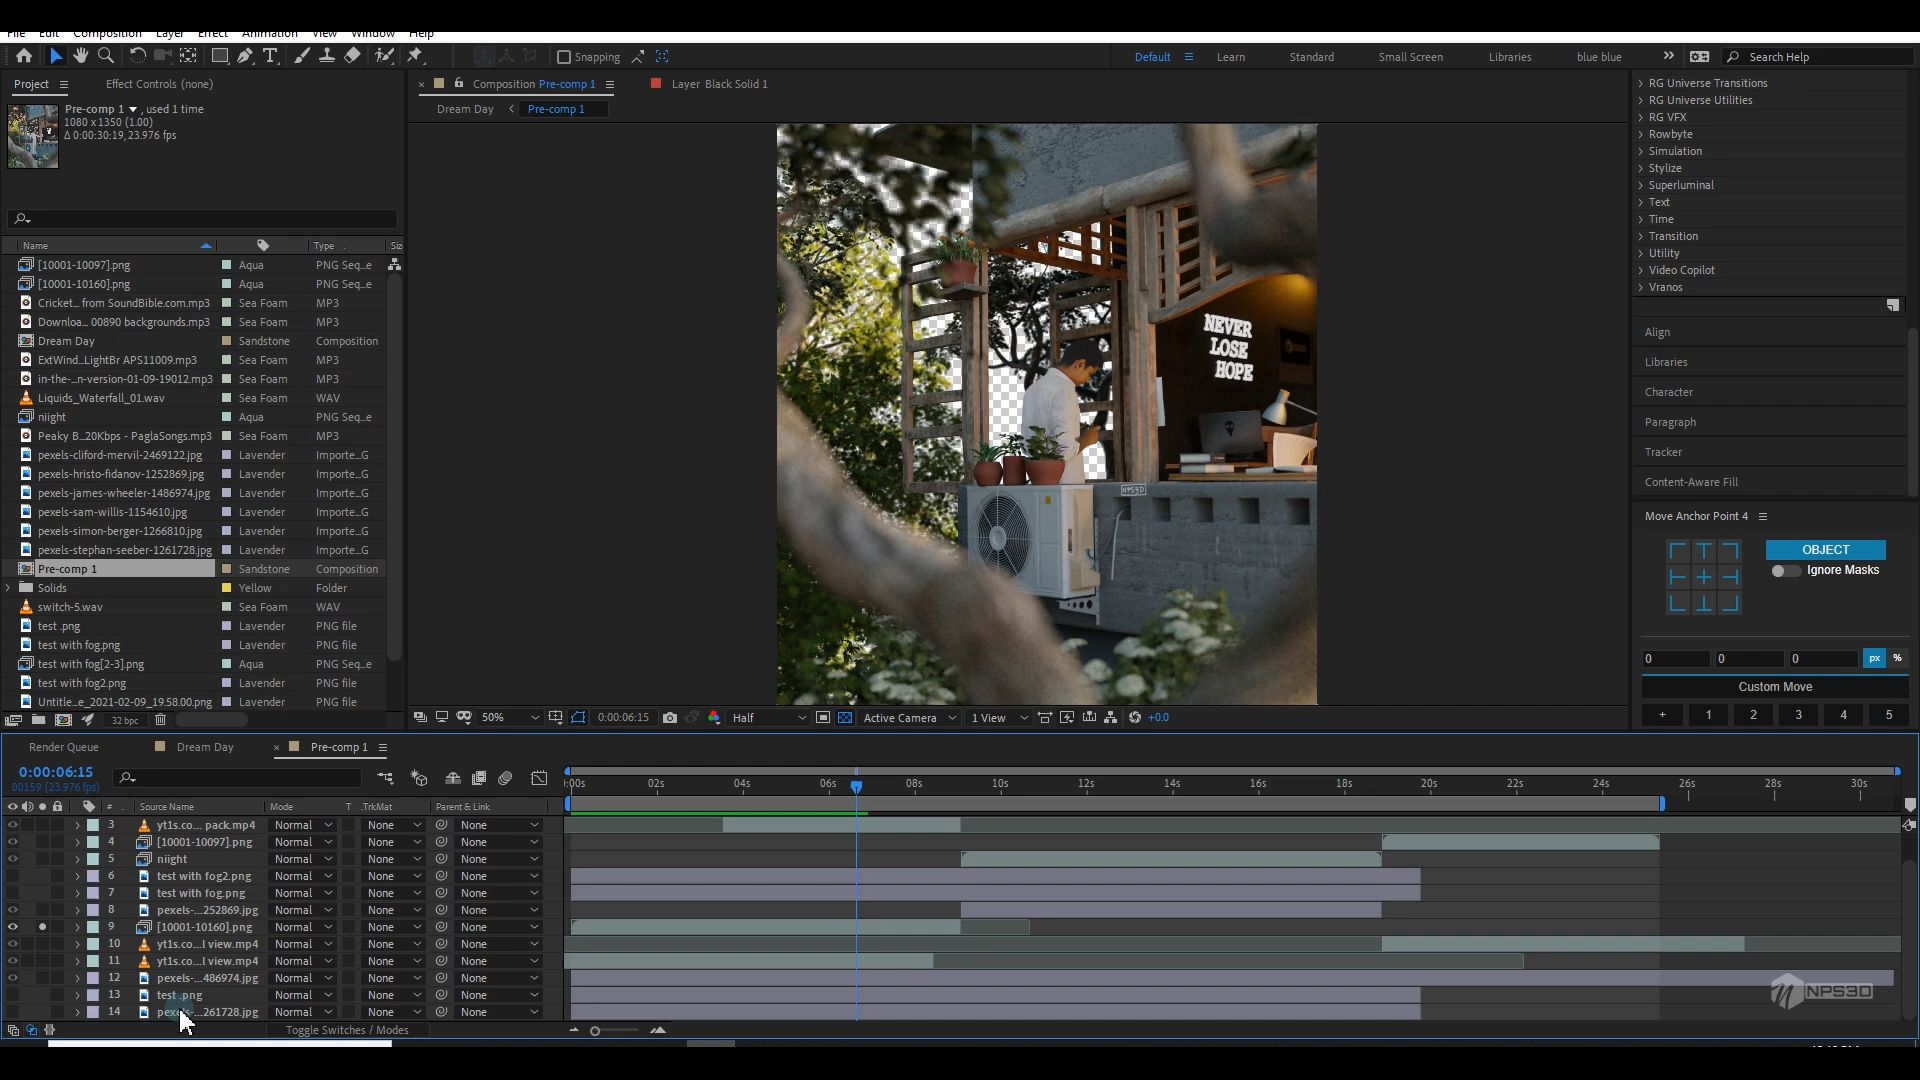 File Edit Composition Layer Effect Animation View Window Help
Snapping
Default Learn Standard Small Screen Libraries blue blue
Search Help
Project
Effect Controls (none)
Pre-comp 1 , used 1 time
1080 x 1350 (1.00)
Δ 0:00:30:19, 23.976 fps
Name Type Siz
[10001-10097].png Aqua PNG Seq...e
[10001-10160].png Aqua PNG Seq...e
Cricket... from SoundBible.com.mp3 Sea Foam MP3
Downloa... 00890 backgrounds.mp3 Sea Foam MP3
Dream Day Sandstone Composition
ExtWind...LightBr APS11009.mp3 Sea Foam MP3
in-the-...n-version-01-09-19012.mp3 Sea Foam MP3
Liquids_Waterfall_01.wav Sea Foam WAV
niight Aqua PNG Seq...e
Peaky B...20Kbps - PaglaSongs.mp3 Sea Foam MP3
pexels-cliford-mervil-2469122.jpg Lavender Importe...G
pexels-hristo-fidanov-1252869.jpg Lavender Importe...G
pexels-james-wheeler-1486974.jpg Lavender Importe...G
pexels-sam-willis-1154610.jpg Lavender Importe...G
pexels-simon-berger-1266810.jpg Lavender Importe...G
pexels-stephan-seeber-1261728.jpg Lavender Importe...G
Pre-comp 1 Sandstone Composition
Solids Yellow Folder
switch-5.wav Sea Foam WAV
test .png Lavender PNG file
test with fog.png Lavender PNG file
test with fog[2-3].png Aqua PNG Seq...e
test with fog2.png Lavender PNG file
Untitle...e_2021-02-09_19.58.00.png Lavender PNG file
32 bpc
Composition Pre-comp 1
Layer Black Solid 1
Dream Day < Pre-comp 1
NEVER
LOSE
HOPE
NPS3D
50% 0:00:06:15 Half Active Camera 1 View +0.0
RG Universe Transitions
RG Universe Utilities
RG VFX
Rowbyte
Simulation
Stylize
Superluminal
Text
Time
Transition
Utility
Video Copilot
Vranos
Align
Libraries
Character
Paragraph
Tracker
Content-Aware Fill
Move Anchor Point 4
OBJECT
Ignore Masks
0 0 0 px %
Custom Move
+ 1 2 3 4 5
Render Queue Dream Day × Pre-comp 1
0:00:06:15
00159 (23.976 fps)
:00s 02s 04s 06s 08s 10s 12s 14s 16s 18s 20s 22s 24s 26s 28s 30s
# Source Name Mode T .TrkMat Parent & Link
3 yt1s.co... pack.mp4 Normal None None
4 [10001-10097].png Normal None None
5 niight Normal None None
6 test with fog2.png Normal None None
7 test with fog.png Normal None None
8 pexels-...252869.jpg Normal None None
9 [10001-10160].png Normal None None
10 yt1s.co...l view.mp4 Normal None None
11 yt1s.co...l view.mp4 Normal None None
12 pexels-...486974.jpg Normal None None
13 test .png Normal None None
14 pexels-...261728.jpg Normal None None
Toggle Switches / Modes
NPS3D